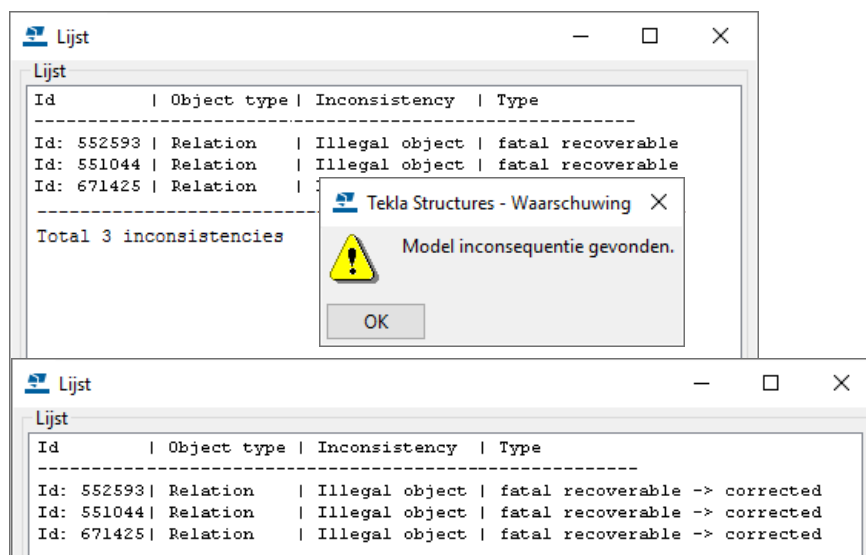 Lijst
Lijst
Id | Object type | Inconsistency | Type
-----------------------------------------------------------
Id: 552593 | Relation | Illegal object | fatal recoverable
Id: 551044 | Relation | Illegal object | fatal recoverable
Id: 671425 | Relation |
Tekla Structures - Waarschuwing
Total 3 inconsistencies
Model inconsequentie gevonden.
OK
Lijst
Lijst
Id | Object type | Inconsistency | Type
-----------------------------------------------------------
Id: 552593| Relation | Illegal object | fatal recoverable -> corrected
Id: 551044| Relation | Illegal object | fatal recoverable -> corrected
Id: 671425| Relation | Illegal object | fatal recoverable -> corrected